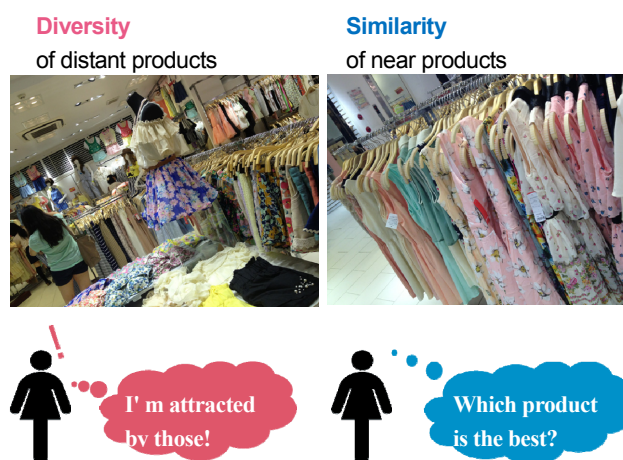 Diversity
of distant products
Similarity
of near products
!
I' m attracted
by those!
Which product
is the best?